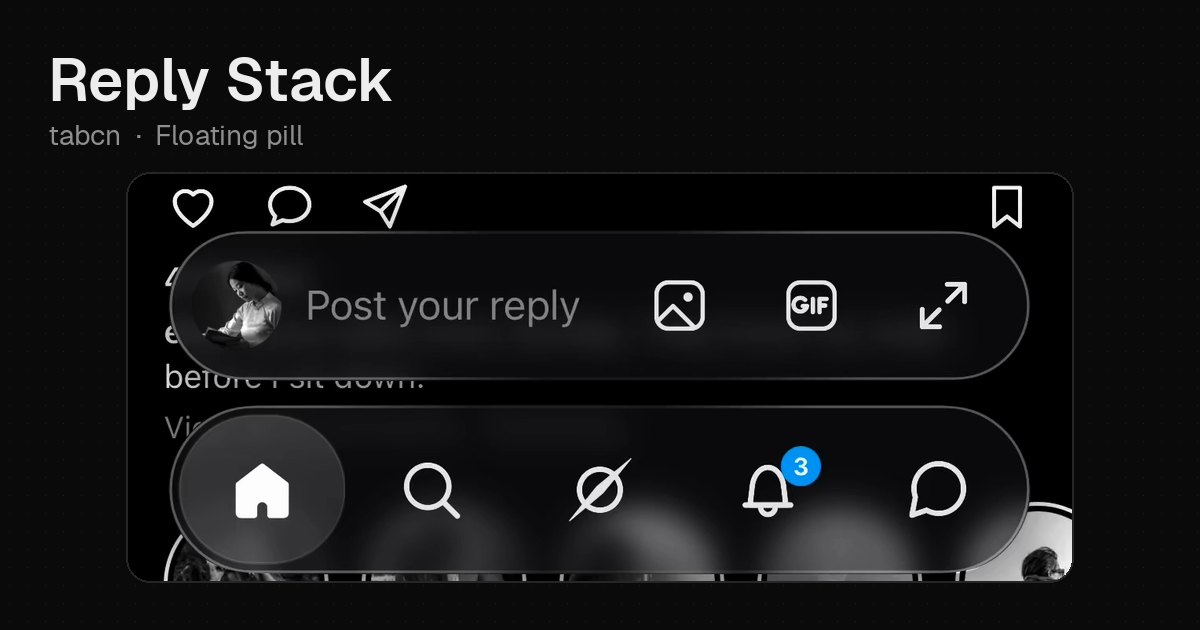 Reply Stack
tabcn · Floating pill
Post your reply
GIF
before I sit down.
3